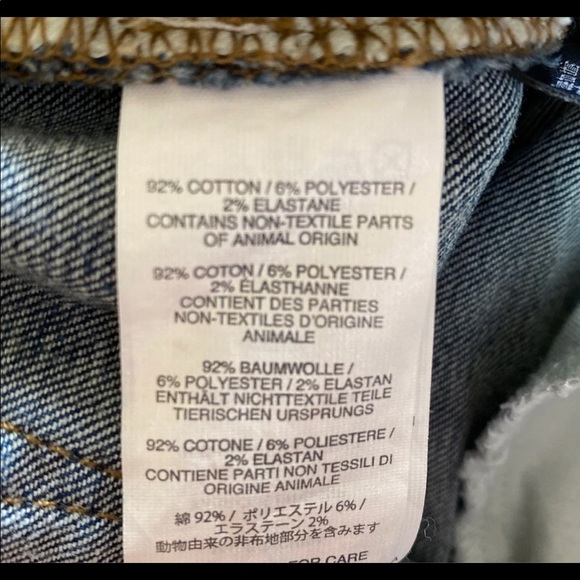 92% COTTON / 6% POLYESTER /
2% ELASTANE
CONTAINS NON-TEXTILE PARTS
OF ANIMAL ORIGIN
92% COTON / 6% POLYESTER /
2% ÉLASTHANNE
CONTIENT DES PARTIES
NON-TEXTILES D'ORIGINE
ANIMALE
92% BAUMWOLLE /
6% POLYESTER / 2% ELASTAN
ENTHÄLT NICHTTEXTILE TEILE
TIERISCHEN URSPRUNGS
92% COTONE / 6% POLIESTERE /
2% ELASTAN
CONTIENE PARTI NON TESSILI DI
ORIGINE ANIMALE
綿 92% / ポリエステル 6% /
エラステーン 2%
動物由来の非布地部分を含みます
FOR CARE